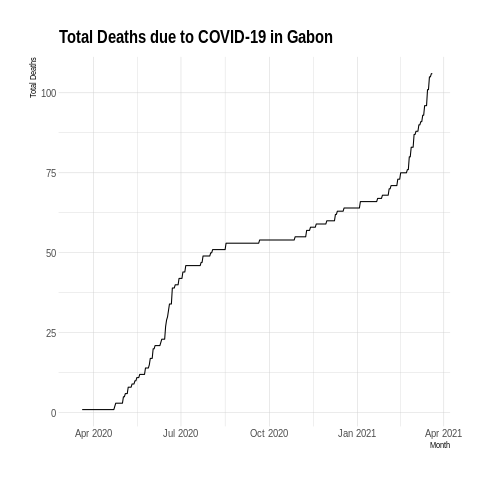 Total Deaths due to COVID-19 in Gabon
Total Deaths
100
75
50
25
0
Apr 2020
Jul 2020
Oct 2020
Jan 2021
Apr 2021
Month